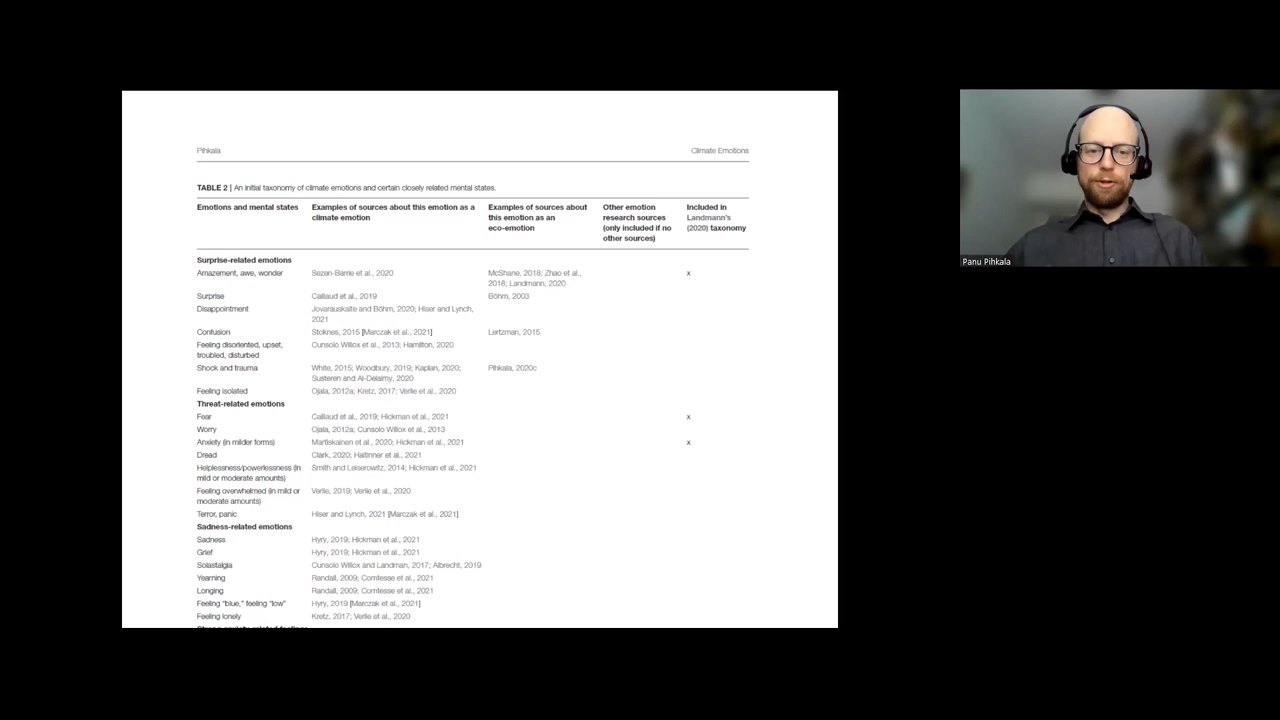 Pihkala Climate Emotions
TABLE 2 | An initial taxonomy of climate emotions and certain closely related mental states.
Emotions and mental states Examples of sources about this emotion as a climate emotion Examples of sources about this emotion as an eco-emotion Other emotion research sources (only included if no other sources) Included in Landmann's (2020) taxonomy
Surprise-related emotions
Amazement, awe, wonder Sezen-Barrie et al., 2020 McShane, 2018; Zhao et al., 2018; Landmann, 2020 x
Surprise Caillaud et al., 2019 Böhm, 2003
Disappointment Jovarauskaite and Böhm, 2020; Hiser and Lynch, 2021
Confusion Stoknes, 2015 [Marczak et al., 2021] Lertzman, 2015
Feeling disoriented, upset, troubled, disturbed Cunsolo Willox et al., 2013; Hamilton, 2020
Shock and trauma White, 2015; Woodbury, 2019; Kaplan, 2020; Susteren and Al-Delaimy, 2020 Pihkala, 2020c
Feeling isolated Ojala, 2012a; Kretz, 2017; Verlie et al., 2020
Threat-related emotions
Fear Caillaud et al., 2019; Hickman et al., 2021 x
Worry Ojala, 2012a; Cunsolo Willox et al., 2013
Anxiety (in milder forms) Martiskainen et al., 2020; Hickman et al., 2021 x
Dread Clark, 2020; Haltinner et al., 2021
Helplessness/powerlessness (in mild or moderate amounts) Smith and Leiserowitz, 2014; Hickman et al., 2021
Feeling overwhelmed (in mild or moderate amounts) Verlie, 2019; Verlie et al., 2020
Terror, panic Hiser and Lynch, 2021 [Marczak et al., 2021]
Sadness-related emotions
Sadness Hyry, 2019; Hickman et al., 2021
Grief Hyry, 2019; Hickman et al., 2021
Solastalgia Cunsolo Willox and Landman, 2017; Albrecht, 2019
Yearning Randall, 2009; Comtesse et al., 2021
Longing Randall, 2009; Comtesse et al., 2021
Feeling "blue," feeling "low" Hyry, 2019 [Marczak et al., 2021]
Feeling lonely Kretz, 2017; Verlie et al., 2020
Panu Pihkala